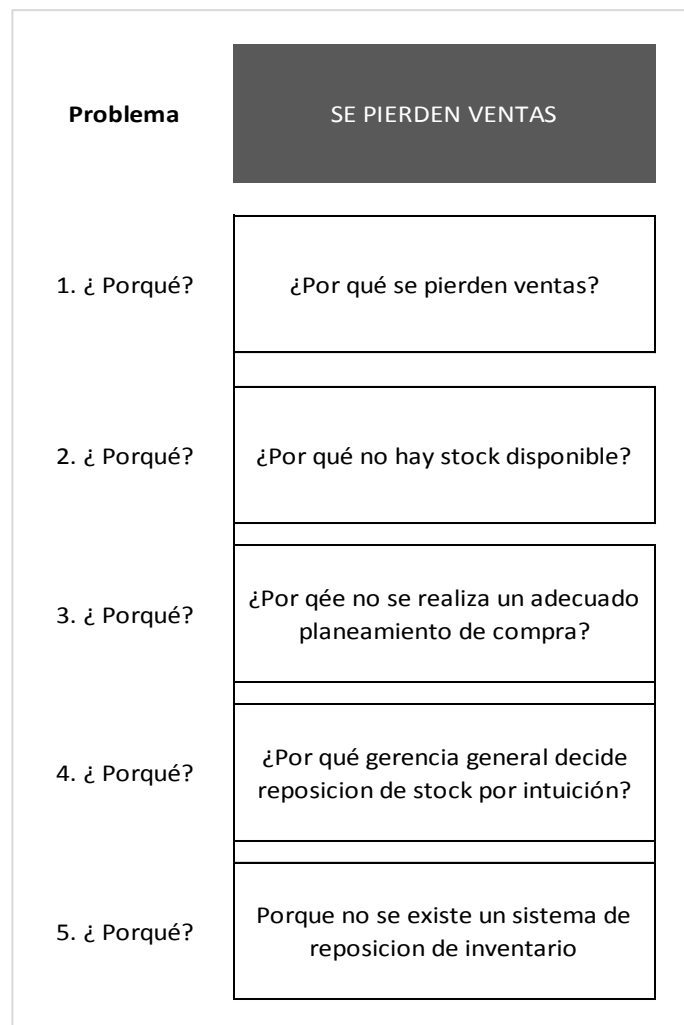 Problema
SE PIERDEN VENTAS
1. ¿ Porqué?
¿Por qué se pierden ventas?
2. ¿ Porqué?
¿Por qué no hay stock disponible?
3. ¿ Porqué?
¿Por qée no se realiza un adecuado
planeamiento de compra?
4. ¿ Porqué?
¿Por qué gerencia general decide
reposicion de stock por intuición?
5. ¿ Porqué?
Porque no se existe un sistema de
reposicion de inventario